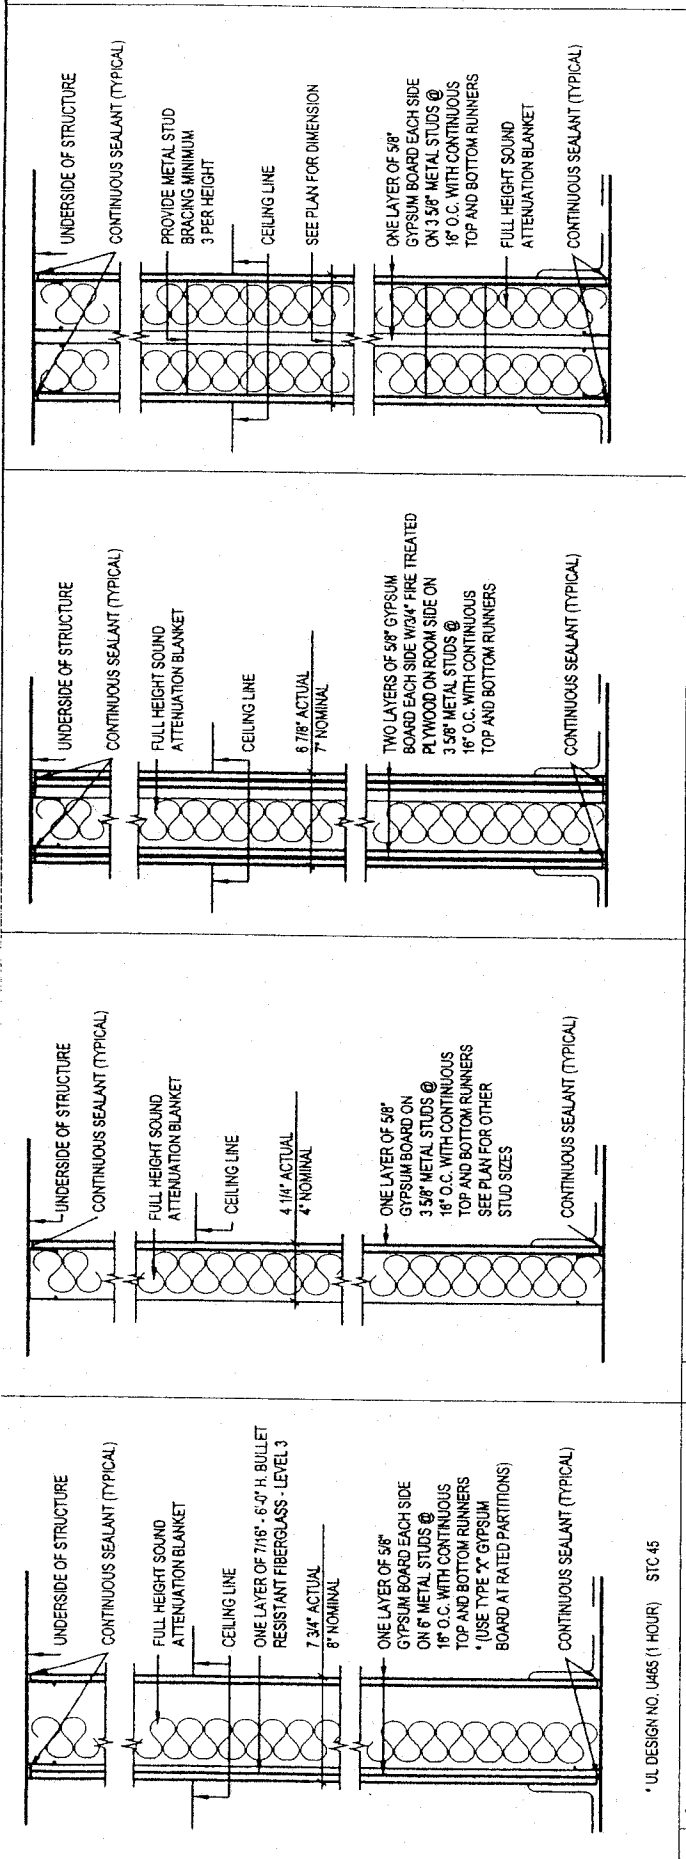 UNDERSIDE OF STRUCTURE
CONTINUOUS SEALANT (TYPICAL)
FULL HEIGHT SOUND
ATTENUATION BLANKET
CEILING LINE
ONE LAYER OF 7/16" - 6'-0" H. BULLET
RESISTANT FIBERGLASS - LEVEL 3
7 3/4" ACTUAL
8" NOMINAL
ONE LAYER OF 5/8"
GYPSUM BOARD EACH SIDE
ON 6" METAL STUDS @
16" O.C. WITH CONTINUOUS
TOP AND BOTTOM RUNNERS
* (USE TYPE "X" GYPSUM
BOARD AT RATED PARTITIONS)
CONTINUOUS SEALANT (TYPICAL)
* UL DESIGN NO. U465 (1 HOUR) STC 45
UNDERSIDE OF STRUCTURE
CONTINUOUS SEALANT (TYPICAL)
FULL HEIGHT SOUND
ATTENUATION BLANKET
CEILING LINE
4 1/4" ACTUAL
4" NOMINAL
ONE LAYER OF 5/8"
GYPSUM BOARD ON
3 5/8" METAL STUDS @
16" O.C. WITH CONTINUOUS
TOP AND BOTTOM RUNNERS
SEE PLAN FOR OTHER
STUD SIZES
CONTINUOUS SEALANT (TYPICAL)
UNDERSIDE OF STRUCTURE
CONTINUOUS SEALANT (TYPICAL)
FULL HEIGHT SOUND
ATTENUATION BLANKET
CEILING LINE
6 7/8" ACTUAL
7" NOMINAL
TWO LAYERS OF 5/8" GYPSUM
BOARD EACH SIDE W/3/4" FIRE TREATED
PLYWOOD ON ROOM SIDE ON
3 5/8" METAL STUDS @
16" O.C. WITH CONTINUOUS
TOP AND BOTTOM RUNNERS
CONTINUOUS SEALANT (TYPICAL)
UNDERSIDE OF STRUCTURE
CONTINUOUS SEALANT (TYPICAL)
PROVIDE METAL STUD
BRACING MINIMUM
3 PER HEIGHT
CEILING LINE
SEE PLAN FOR DIMENSION
ONE LAYER OF 5/8"
GYPSUM BOARD EACH SIDE
ON 3 5/8" METAL STUDS @
16" O.C. WITH CONTINUOUS
TOP AND BOTTOM RUNNERS
FULL HEIGHT SOUND
ATTENUATION BLANKET
CONTINUOUS SEALANT (TYPICAL)